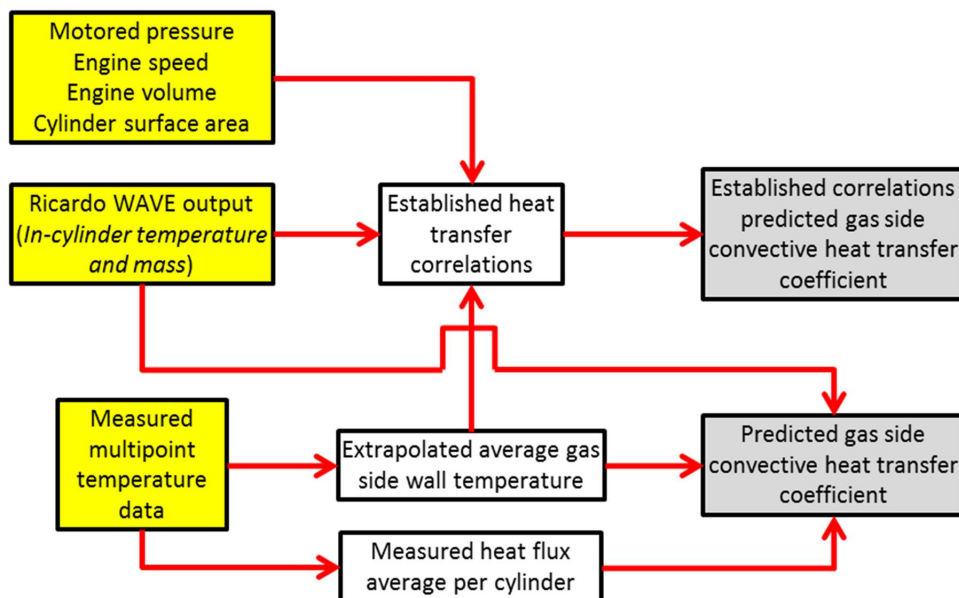 Motored pressure
Engine speed
Engine volume
Cylinder surface area
Ricardo WAVE output
(In-cylinder temperature
and mass)
Established heat
transfer
correlations
Established correlations
predicted gas side
convective heat transfer
coefficient
Measured
multipoint
temperature
data
Extrapolated average gas
side wall temperature
Predicted gas side
convective heat transfer
coefficient
Measured heat flux
average per cylinder